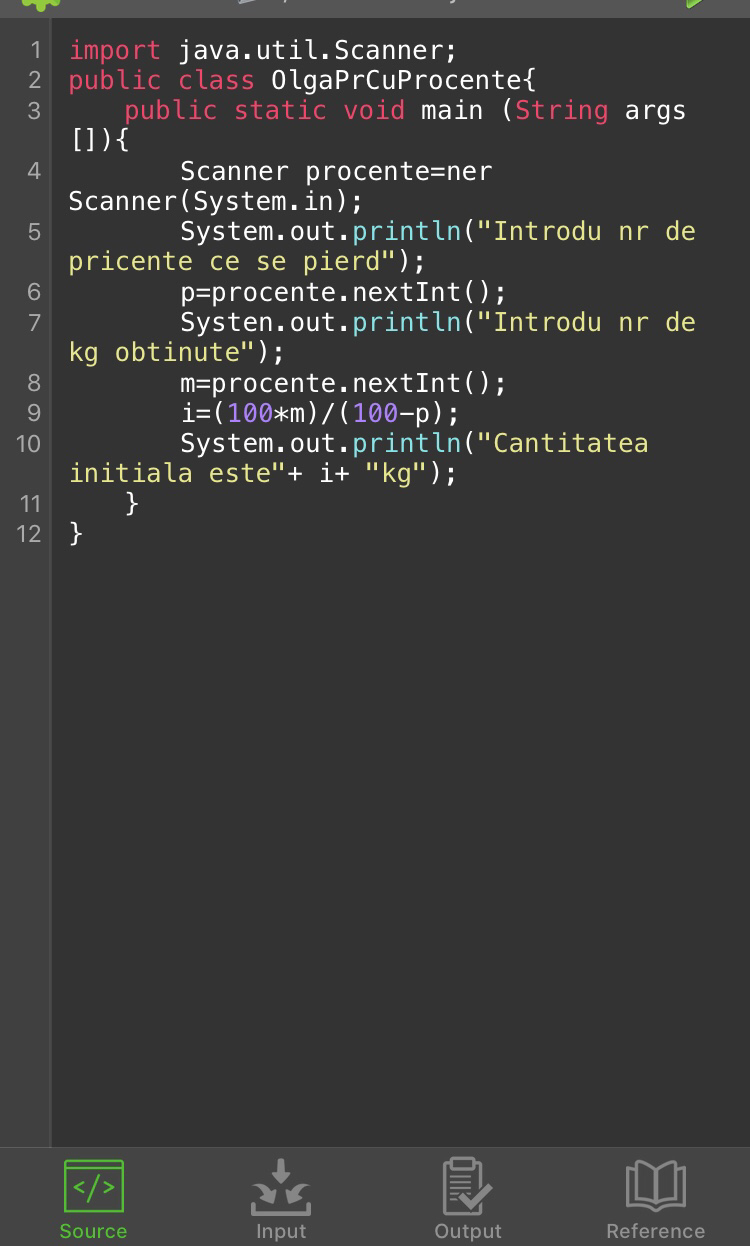 1 import java.util.Scanner;
2 public class OlgaPrCuProcente{
3 public static void main (String args
[]){
4 Scanner procente=ner
Scanner(System.in);
5 System.out.println("Introdu nr de
pricente ce se pierd");
6 p=procente.nextInt();
7 Systen.out.println("Introdu nr de
kg obtinute");
8 m=procente.nextInt();
9 i=(100*m)/(100-p);
10 System.out.println("Cantitatea
initiala este"+ i+ "kg");
11 }
12 }
Source Input Output Reference